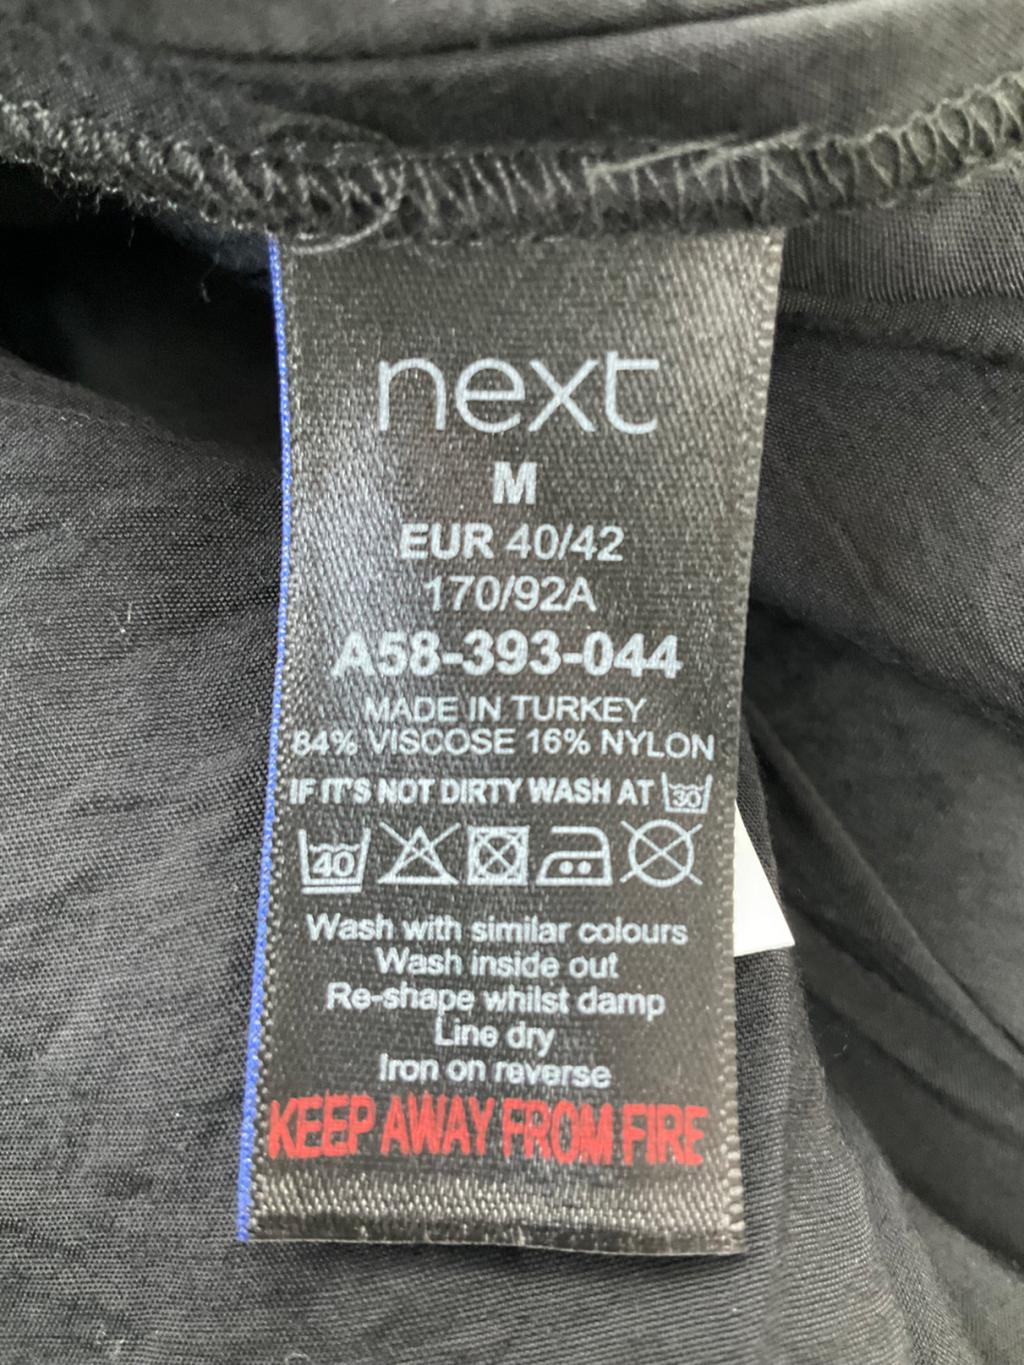 next
M
EUR 40/42
170/92A
A58-393-044
MADE IN TURKEY
84% VISCOSE 16% NYLON
IF IT'S NOT DIRTY WASH AT 30
40
Wash with similar colours
Wash inside out
Re-shape whilst damp
Line dry
Iron on reverse
KEEP AWAY FROM FIRE